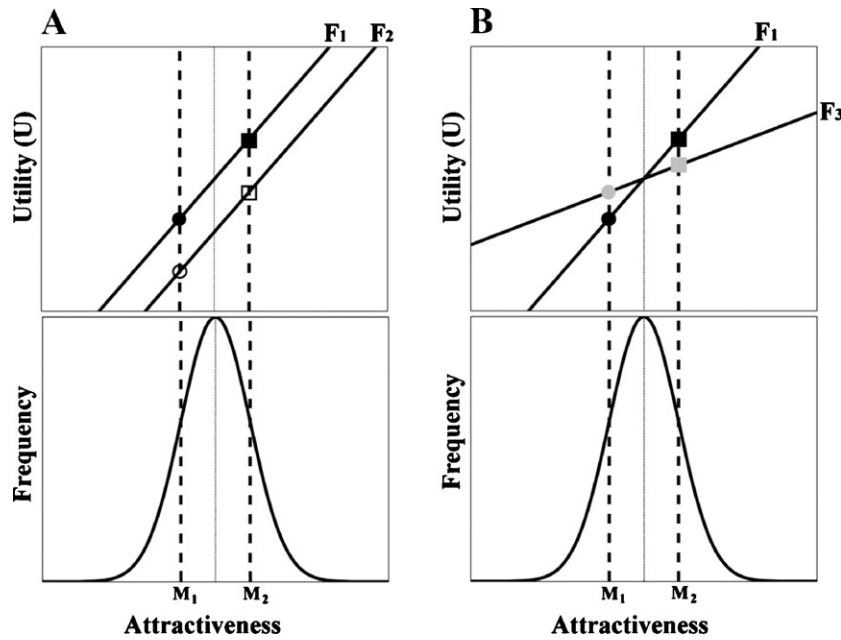 A
F1 F2
Utility (U)
Frequency
M1 M2
Attractiveness
B
F1
F3
Utility (U)
Frequency
M1 M2
Attractiveness